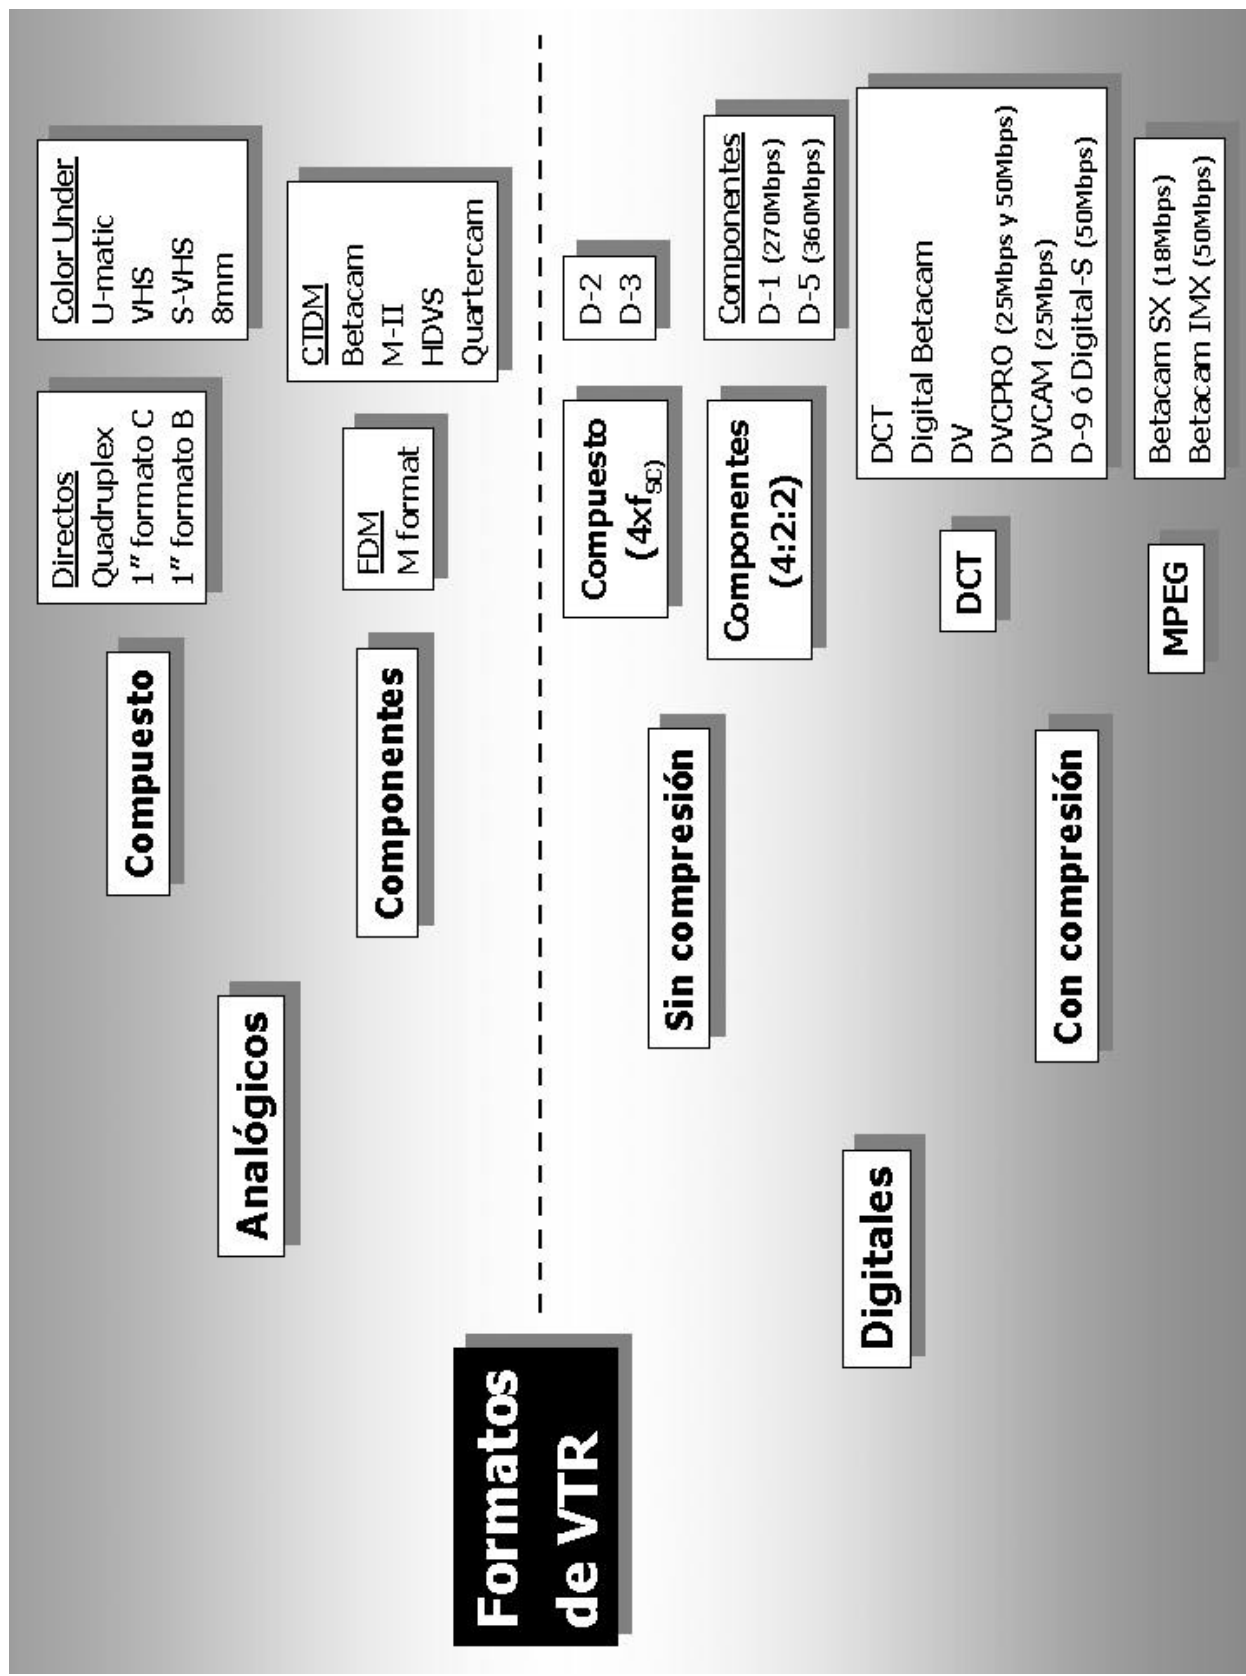 Formatos
de VTR
Analógicos
Compuesto
Directos
Quadruplex
1” formato C
1” formato B
Color Under
U-matic
VHS
S-VHS
8mm
Componentes
FDM
M format
CTDM
Betacam
M-II
HDVS
Quartercam
Digitales
Sin compresión
Compuesto
(4xfSC)
D-2
D-3
Componentes
(4:2:2)
Componentes
D-1 (270Mbps)
D-5 (360Mbps)
Con compresión
DCT
DCT
Digital Betacam
DV
DVCPRO (25Mbps y 50Mbps)
DVCAM (25Mbps)
D-9 ó Digital-S (50Mbps)
MPEG
Betacam SX (18Mbps)
Betacam IMX (50Mbps)